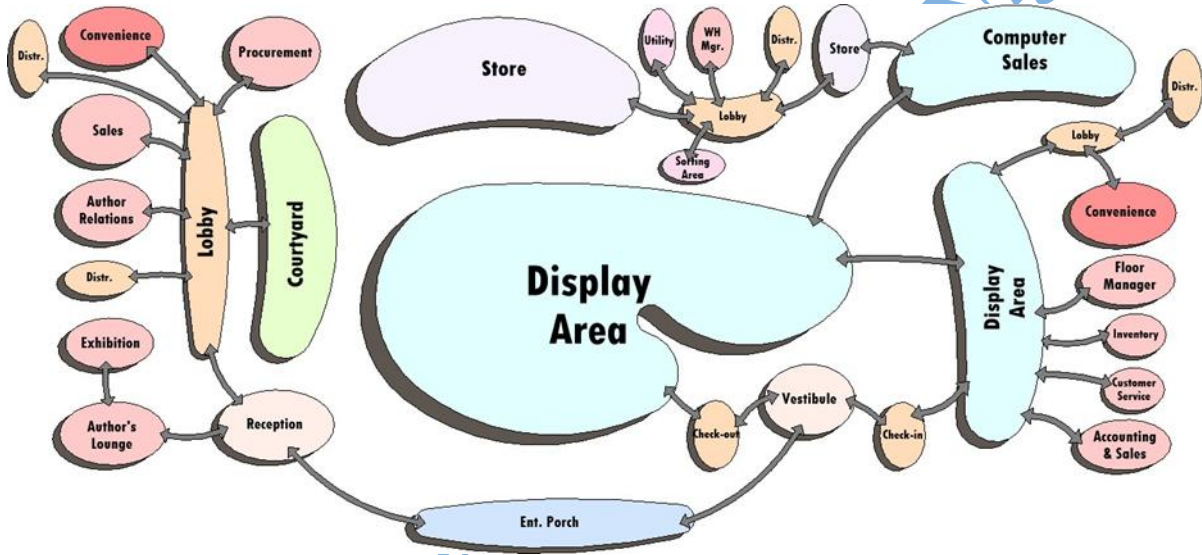 Convenience
Distr.
Procurement
Sales
Author
Relations
Distr.
Lobby
Courtyard
Exhibition
Author's
Lounge
Reception
Store
Utility
WH
Mgr.
Distr.
Store
Lobby
Sorting
Area
Computer
Sales
Distr.
Lobby
Convenience
Display
Area
Display
Area
Floor
Manager
Inventory
Customer
Service
Accounting
& Sales
Vestibule
Check-out
Check-in
Ent. Porch